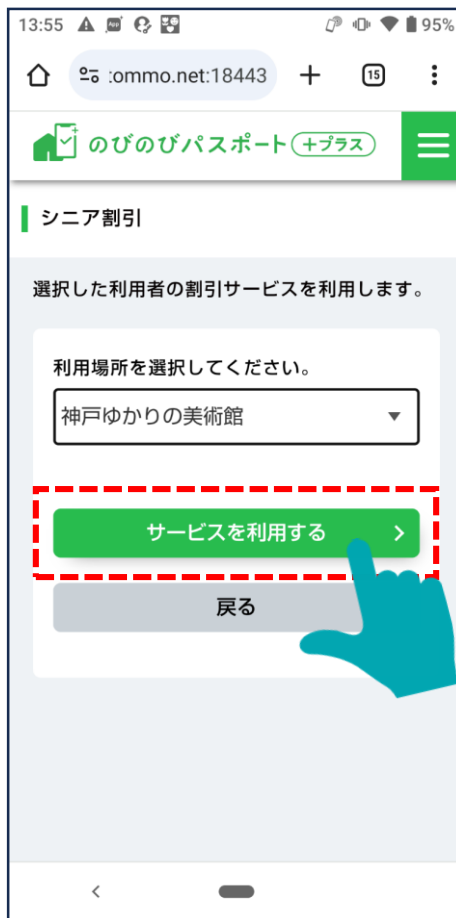 13:55 95%
:ommo.net:18443 15
のびのびパスポート +プラス
シニア割引
選択した利用者の割引サービスを利用します。
利用場所を選択してください。
神戸ゆかりの美術館
サービスを利用する
戻る